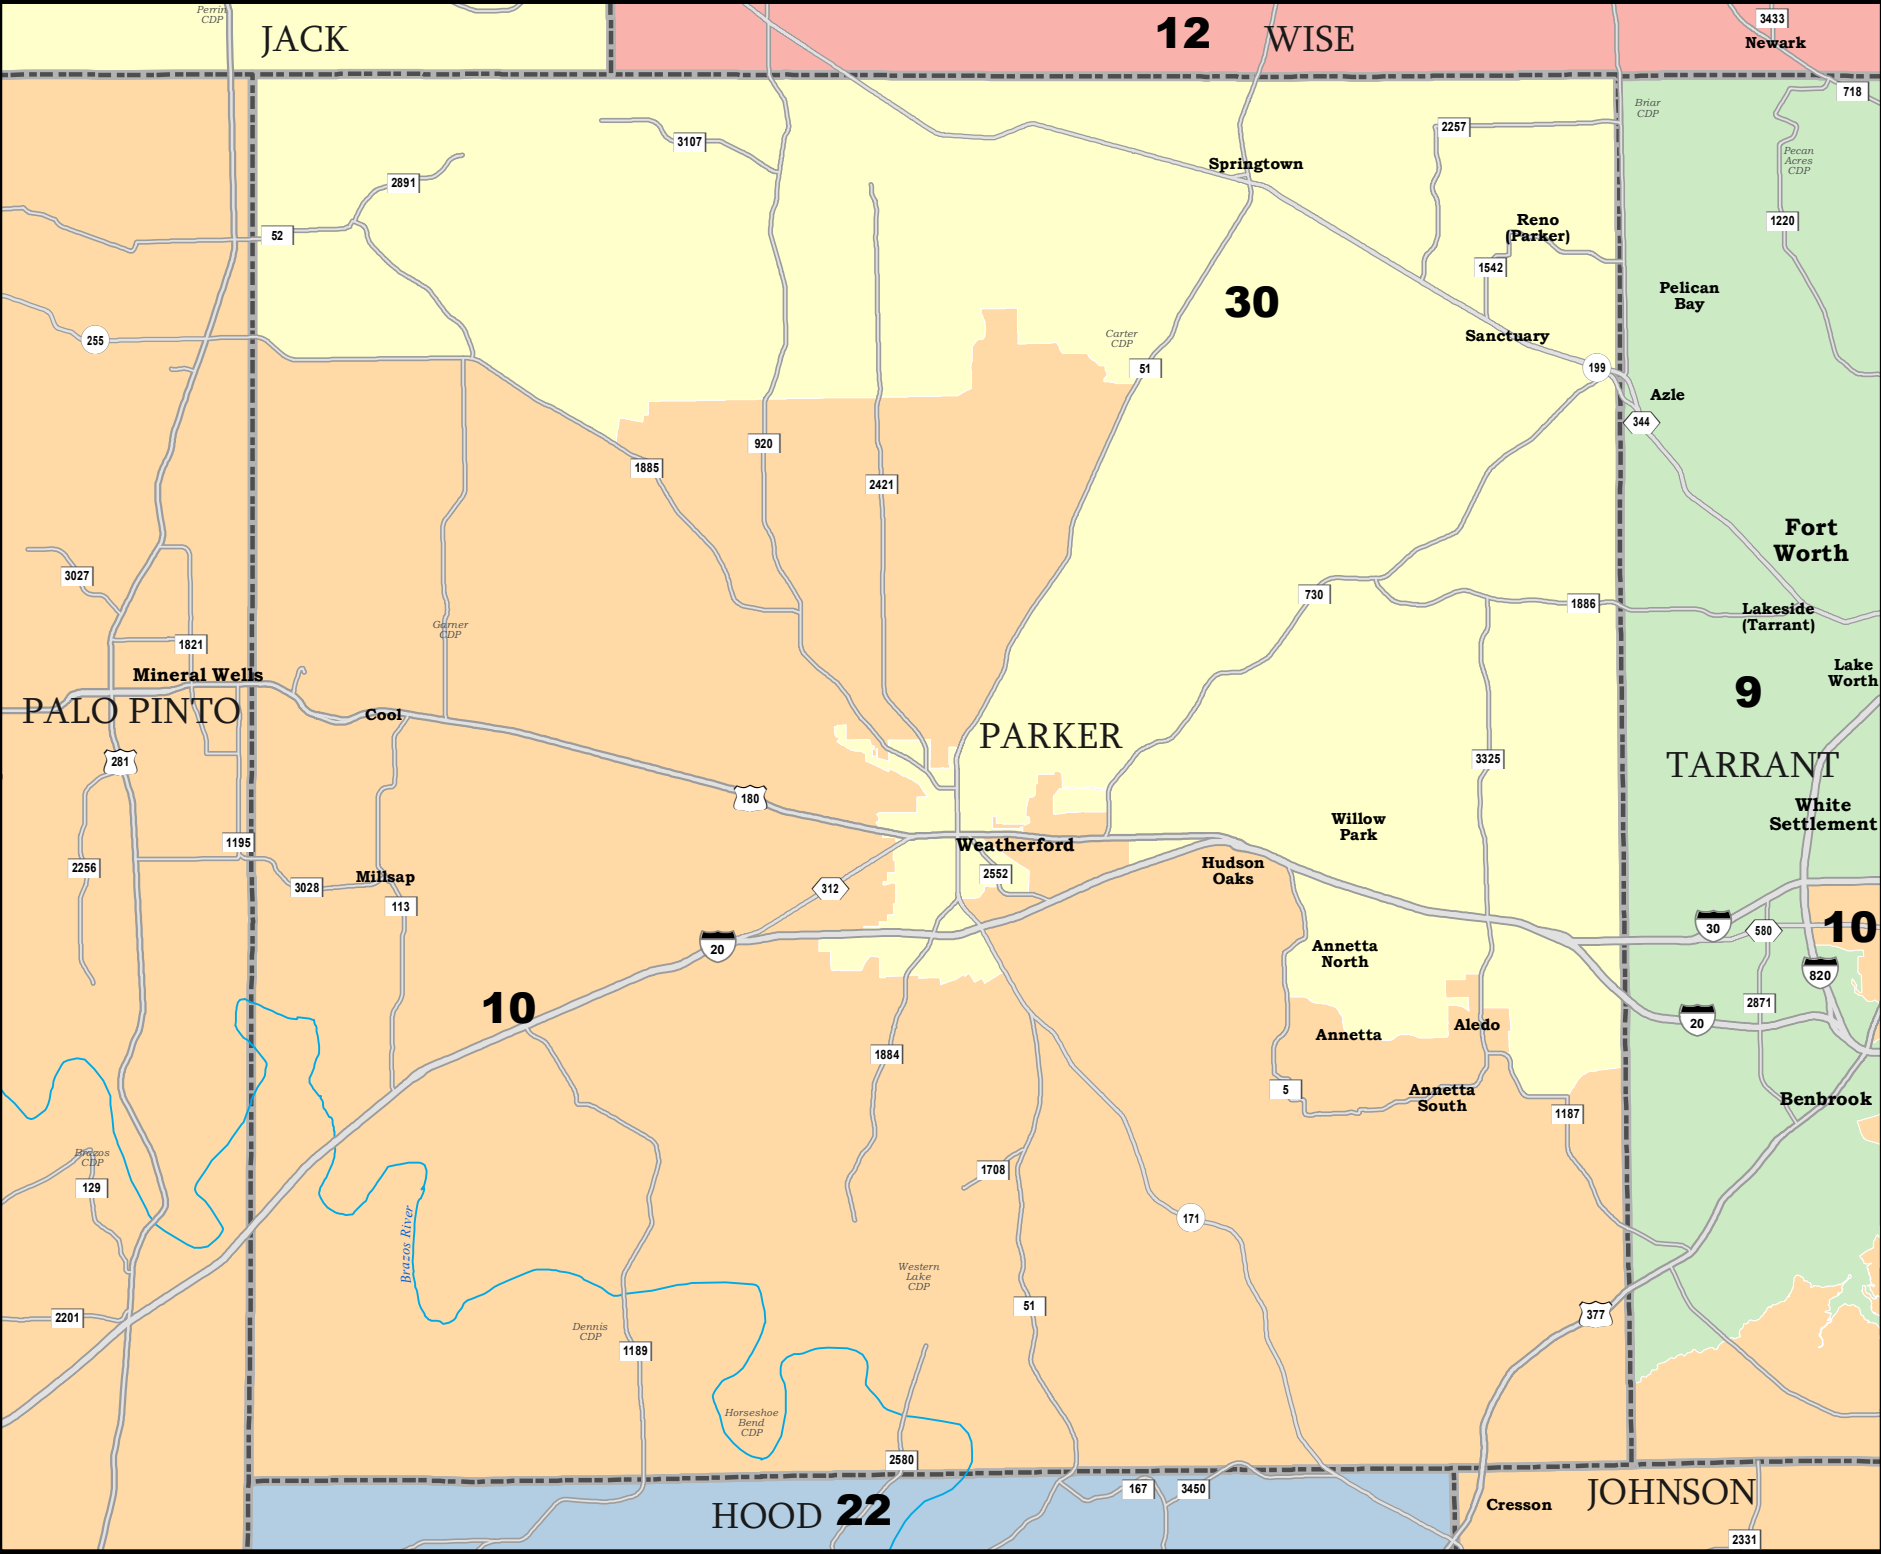 Perrin
CDP
JACK
12
WISE
3433
Newark
718
Briar
CDP
3107
2257
Pecan
Acres
CDP
Springtown
2891
52
Reno
(Parker)
1220
1542
Pelican
Bay
30
255
Carter
CDP
Sanctuary
51
199
Azle
344
920
1885
2421
Fort
Worth
3027
730
1886
Garner
CDP
Lakeside
(Tarrant)
1821
Mineral Wells
Lake
Worth
9
PALO PINTO
Cool
PARKER
281
3325
TARRANT
180
White
Settlement
Willow
Park
1195
Weatherford
2256
Hudson
Oaks
2552
Millsap
3028
312
113
30
580
10
20
Annetta
North
820
10
2871
20
Annetta
Aledo
1884
5
Annetta
South
1187
Benbrook
Brazos
CDP
129
1708
171
Brazos River
Western
Lake
CDP
51
377
2201
Dennis
CDP
1189
Horseshoe
Bend
CDP
2580
167
3450
HOOD
22
Cresson
JOHNSON
2331